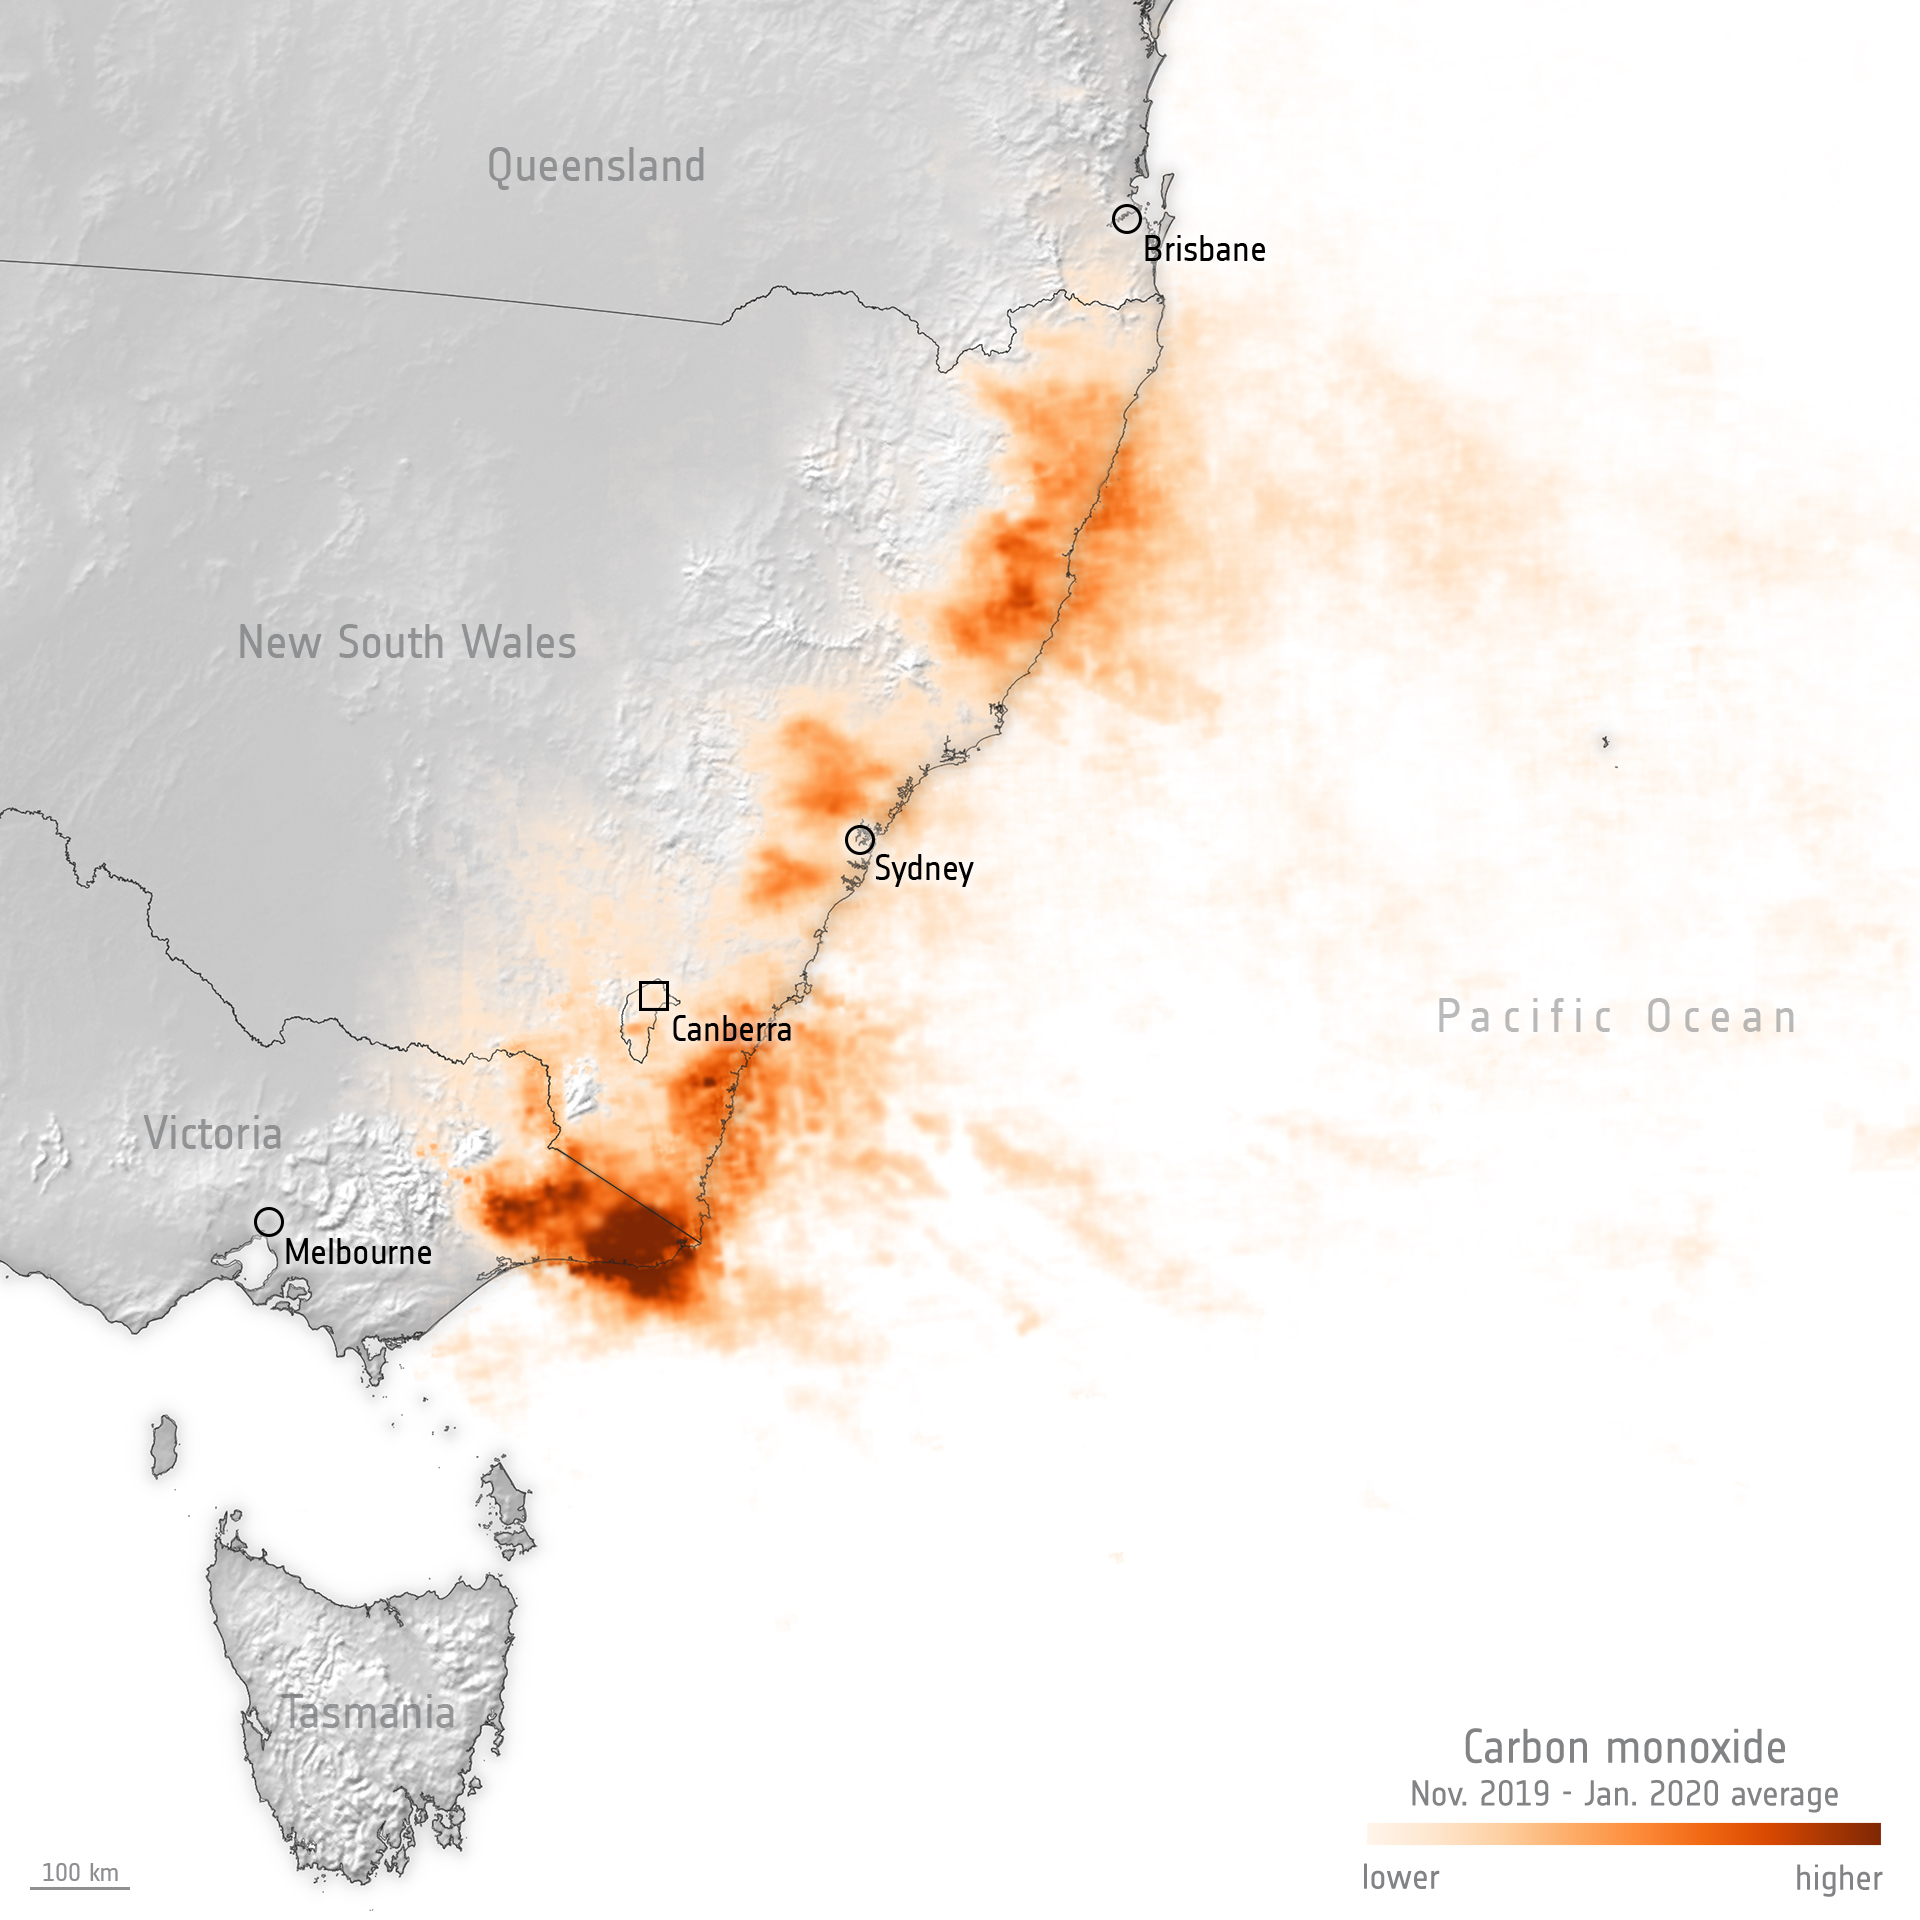 Queensland
Brisbane
New South Wales
Sydney
Canberra
Pacific Ocean
Victoria
Melbourne
Tasmania
Carbon monoxide
Nov. 2019 - Jan. 2020 average
lower higher
100 km